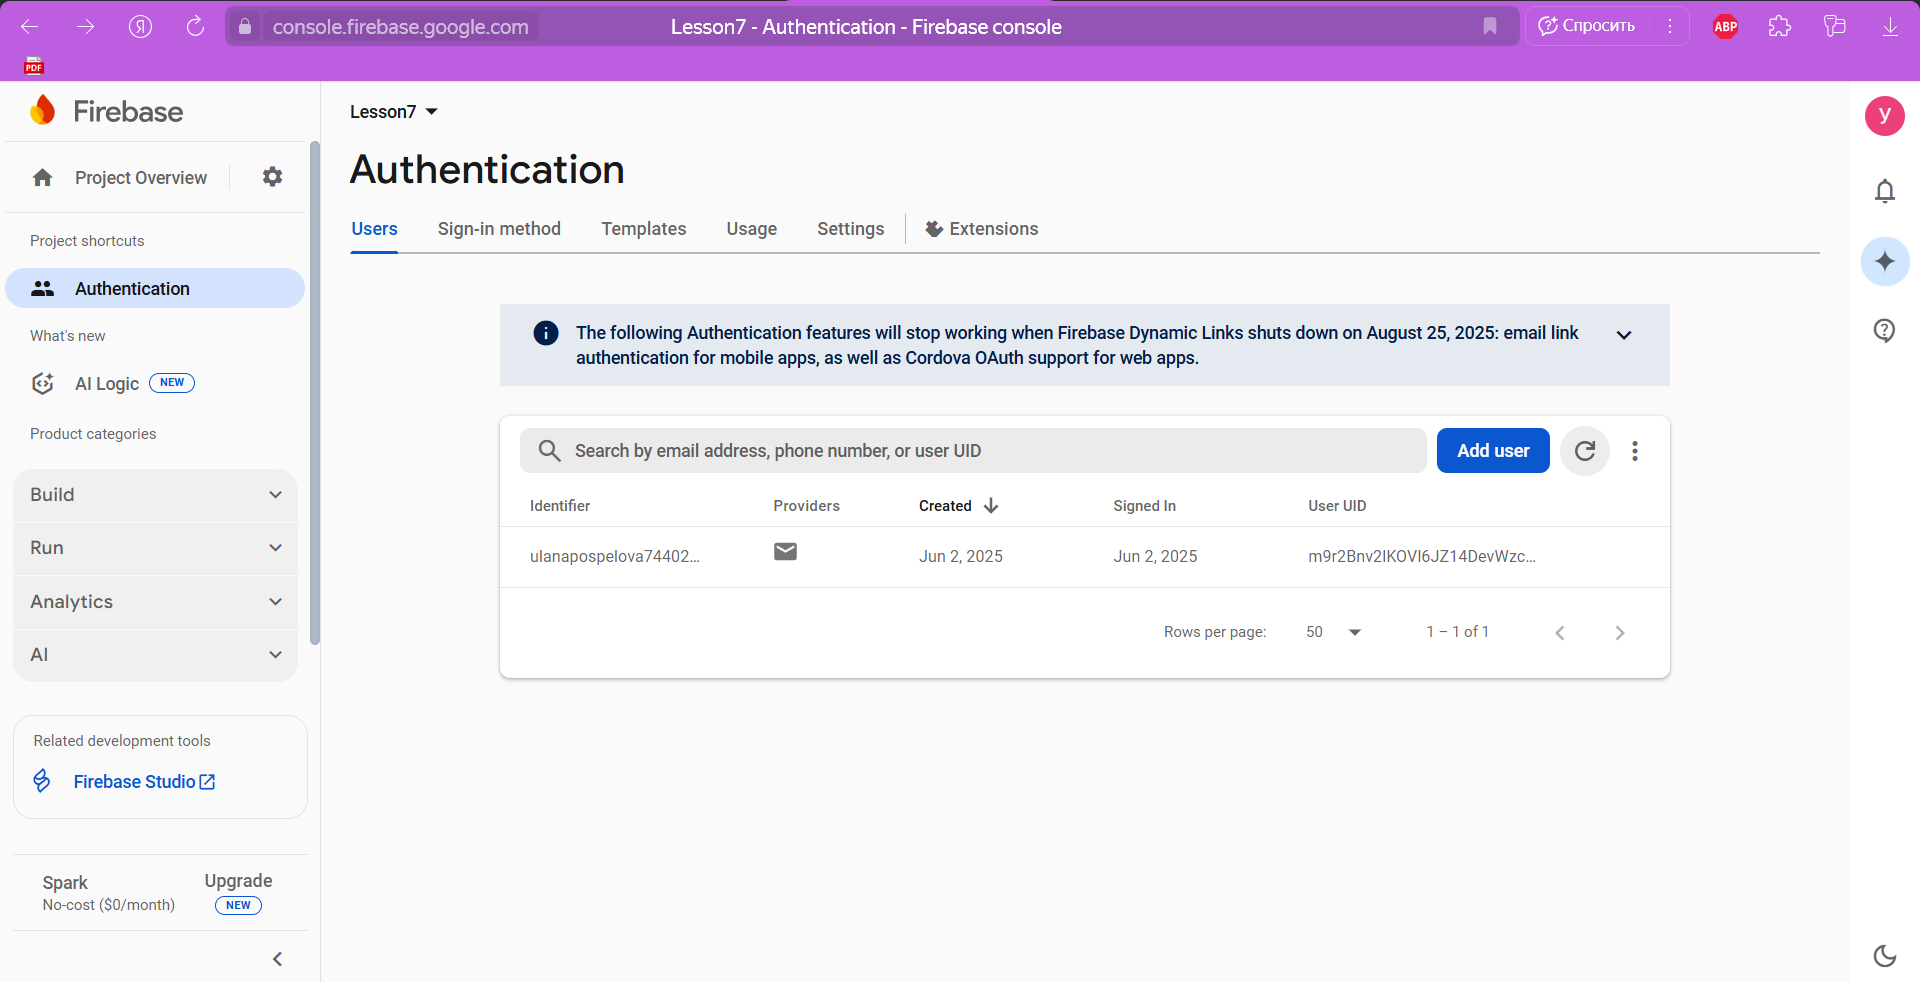 Я
console.firebase.google.com
Lesson7 - Authentication - Firebase console
Спросить
ABP
PDF
Firebase
Lesson7
y
Authentication
Project Overview
Users
Sign-in method
Templates
Usage
Settings
Extensions
Project shortcuts
Authentication
What's new
AI Logic
NEW
Product categories
Build
Run
Analytics
AI
Related development tools
Firebase Studio
Spark
No-cost ($0/month)
Upgrade
NEW
The following Authentication features will stop working when Firebase Dynamic Links shuts down on August 25, 2025: email link
authentication for mobile apps, as well as Cordova OAuth support for web apps.
Search by email address, phone number, or user UID
Add user
Identifier
Providers
Created
Signed In
User UID
ulanapospelova74402...
Jun 2, 2025
Jun 2, 2025
m9r2Bnv2IKOVI6JZ14DevWzc...
Rows per page:
50
1 – 1 of 1